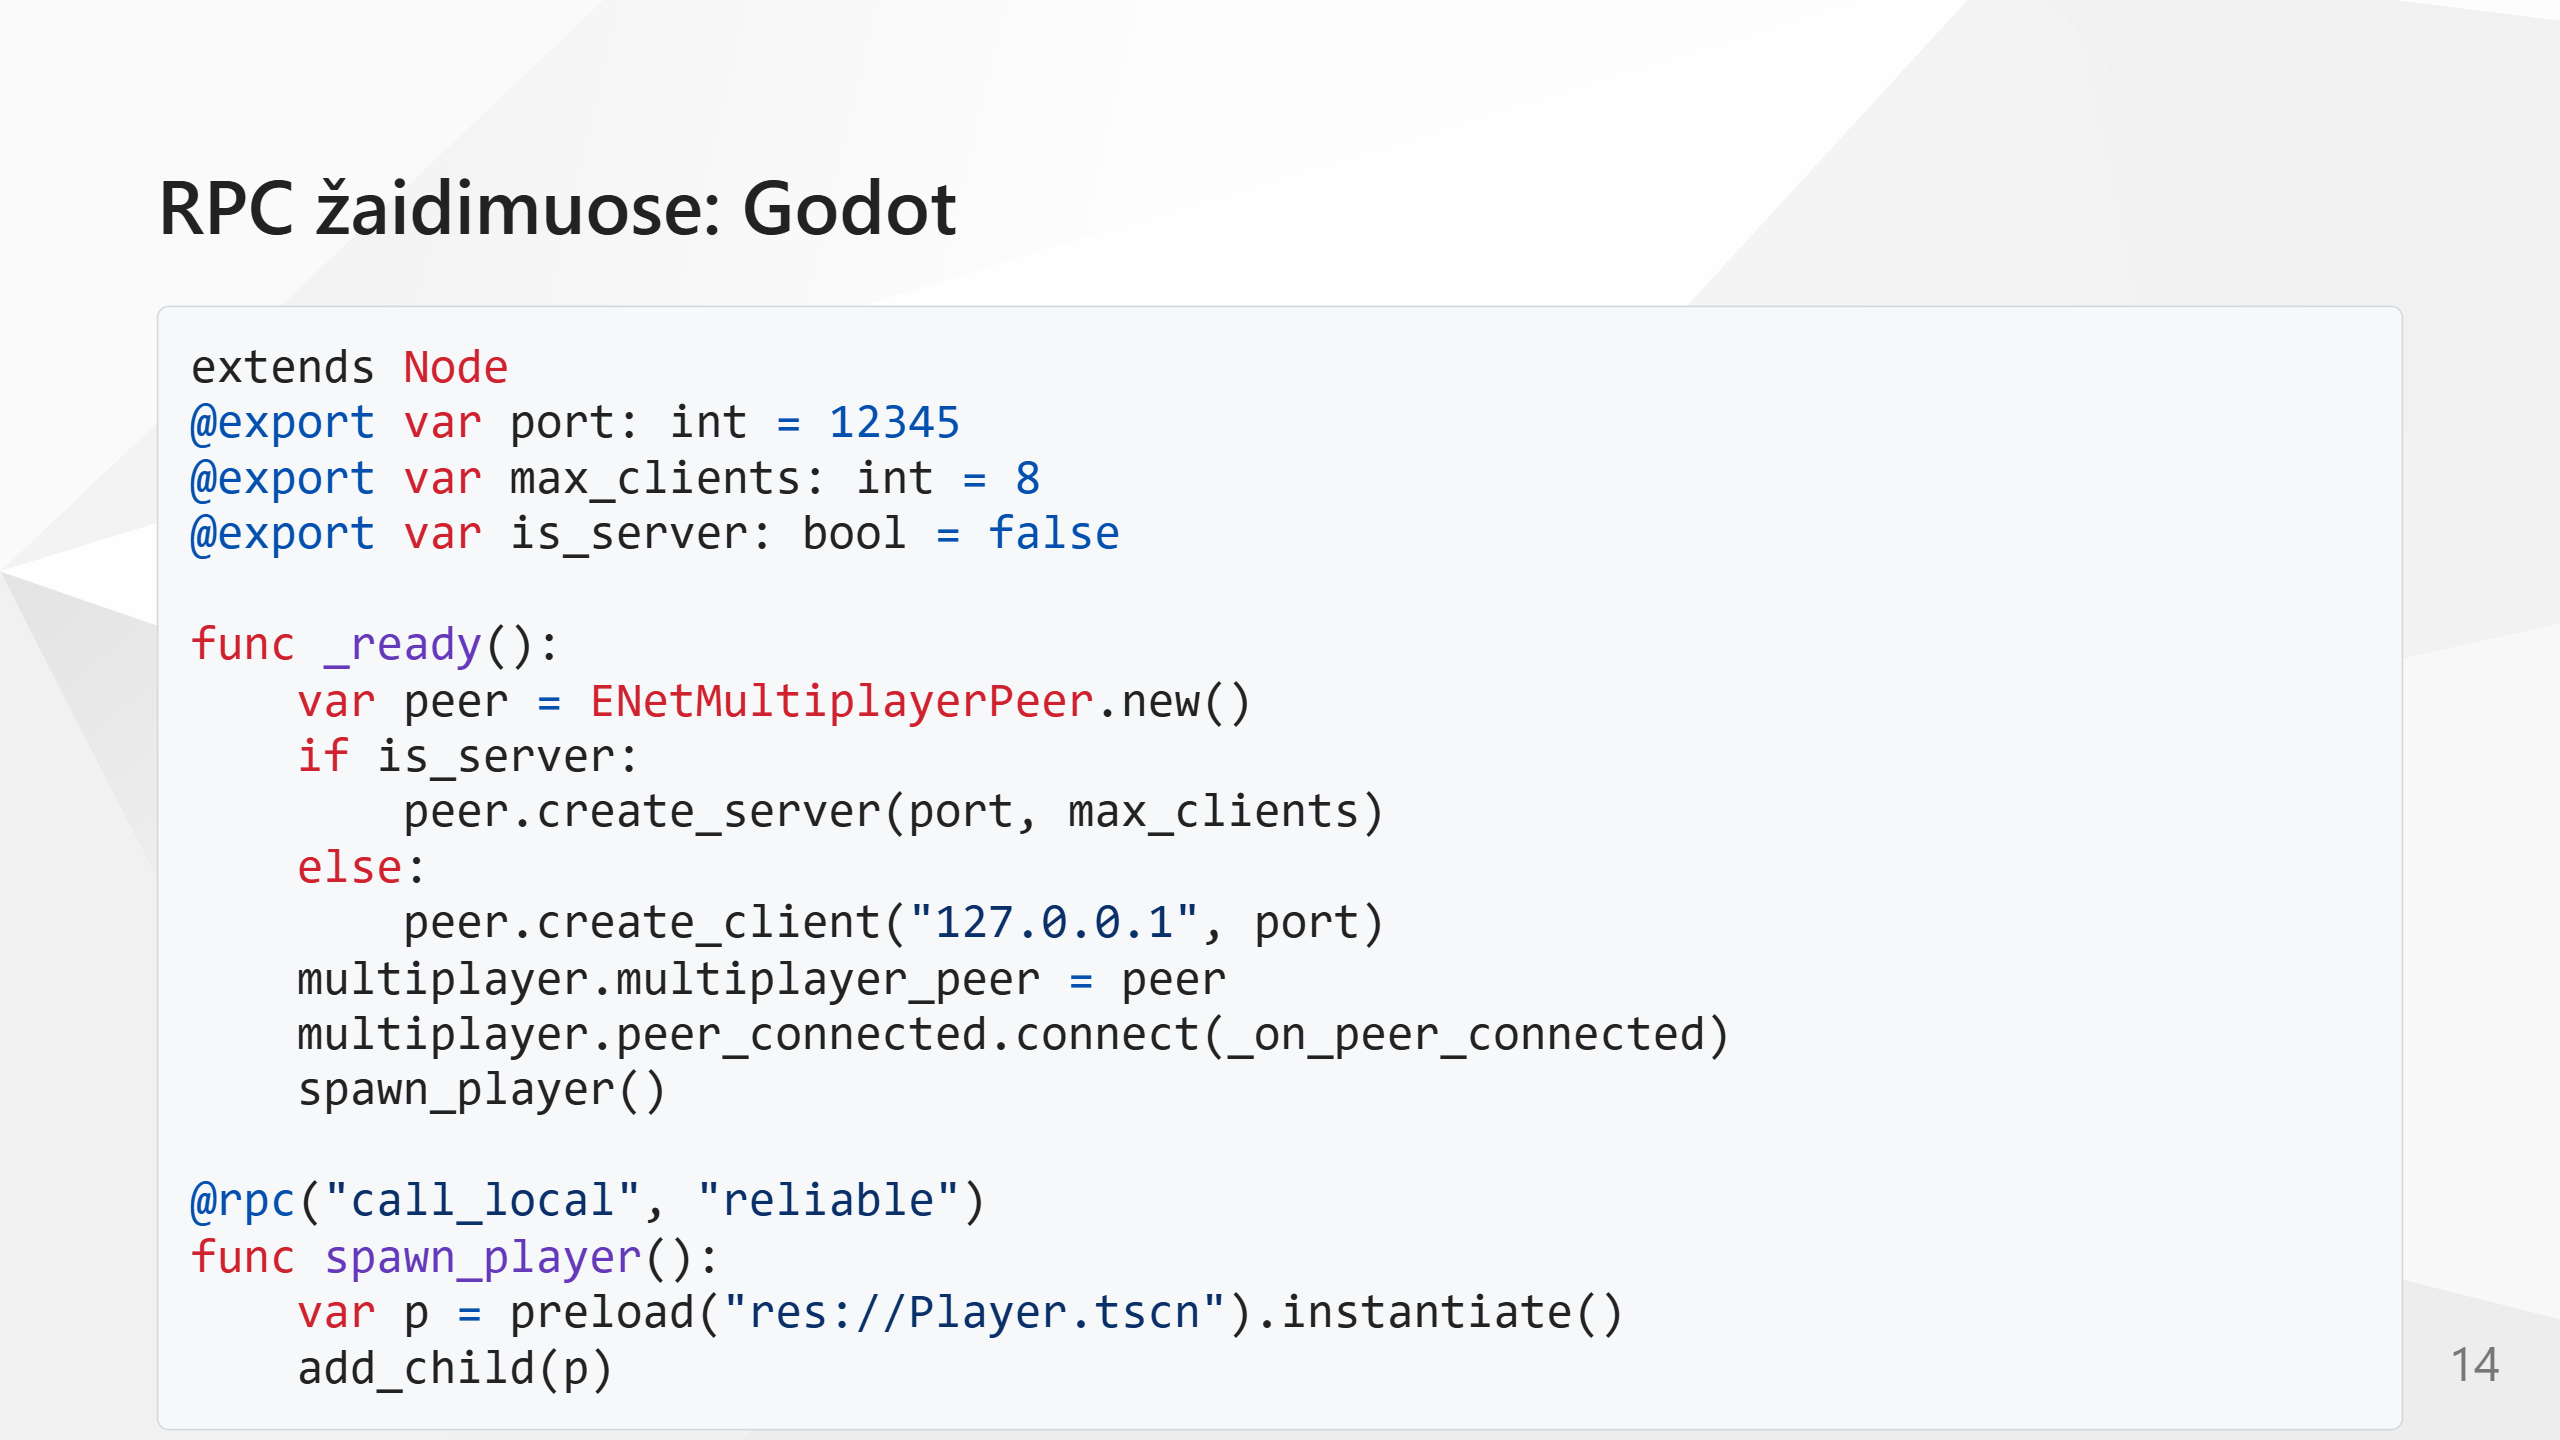 RPC žaidimuose: Godot
extends Node
@export var port: int = 12345
@export var max_clients: int = 8
@export var is_server: bool = false
func _ready():
    var peer = ENetMultiplayerPeer.new()
    if is_server:
        peer.create_server(port, max_clients)
    else:
        peer.create_client("127.0.0.1", port)
    multiplayer.multiplayer_peer = peer
    multiplayer.peer_connected.connect(_on_peer_connected)
    spawn_player()
@rpc("call_local", "reliable")
func spawn_player():
    var p = preload("res://Player.tscn").instantiate()
    add_child(p)
14